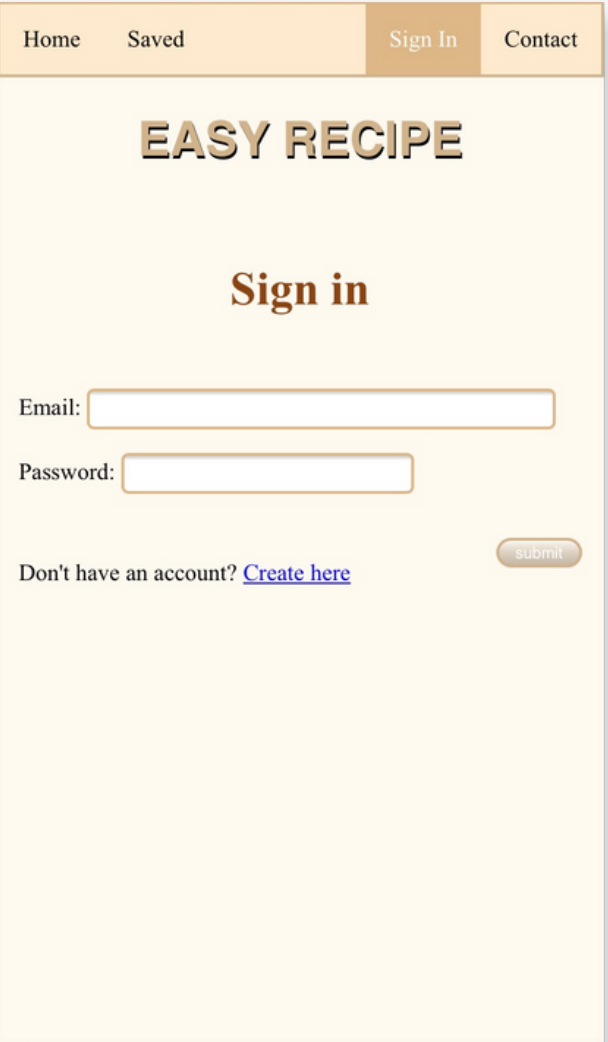 Home Saved Sign In Contact
EASY RECIPE
Sign in
Email:
Password:
submit
Don't have an account? Create here